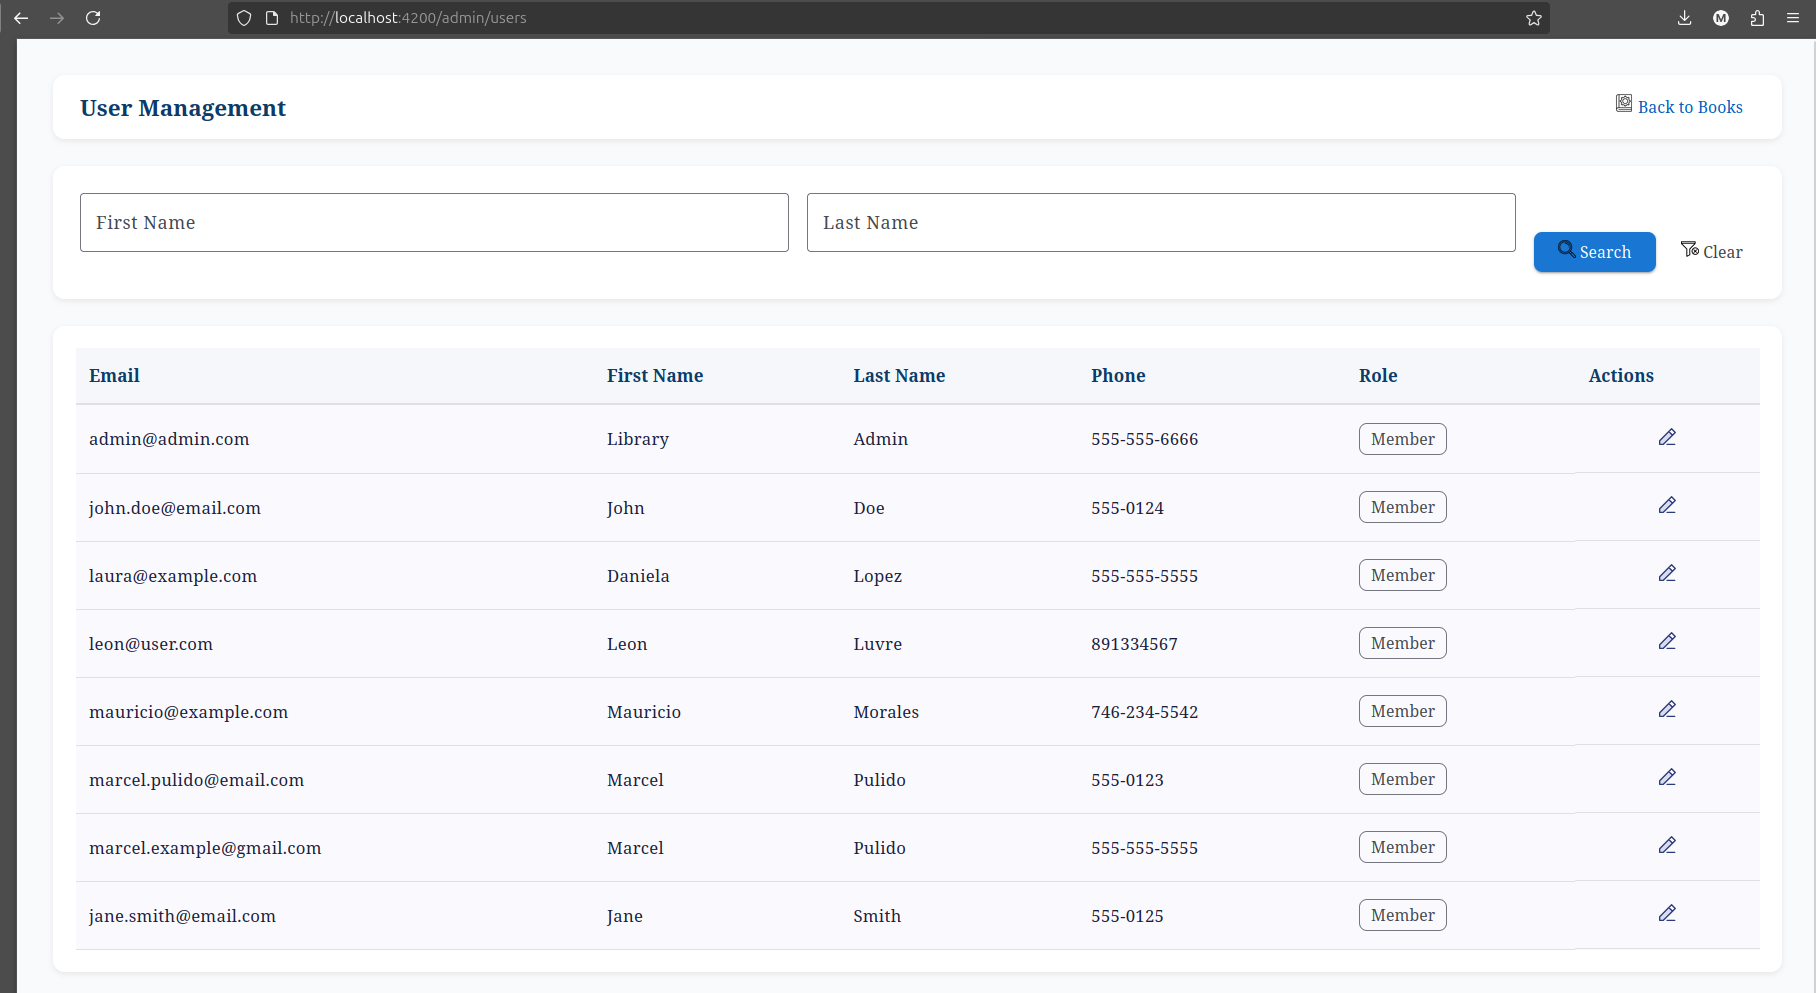 http://localhost:4200/admin/users
M
User Management
Back to Books
First Name
Last Name
Search
Clear
Email First Name Last Name Phone Role Actions
admin@admin.com Library Admin 555-555-6666 Member
john.doe@email.com John Doe 555-0124 Member
laura@example.com Daniela Lopez 555-555-5555 Member
leon@user.com Leon Luvre 891334567 Member
mauricio@example.com Mauricio Morales 746-234-5542 Member
marcel.pulido@email.com Marcel Pulido 555-0123 Member
marcel.example@gmail.com Marcel Pulido 555-555-5555 Member
jane.smith@email.com Jane Smith 555-0125 Member